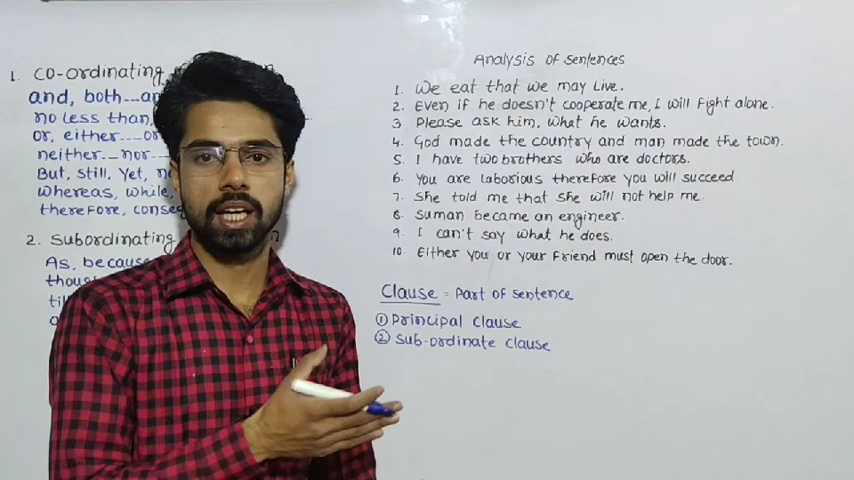 1. CO-ordinating
and, both---an
no less than,
or, either----or
neither--nor---
But, still, Yet,
whereas, while,
therefore, conseq
2. Subordinating
As, because
thoug
til
Analysis of sentences
1. We eat that we may Live.
2. Even if he doesn't cooperate me, I will Fight alone.
3. Please ask him, what he wants.
4. God made the country and man made the town.
5. I have two brothers who are doctors.
6. You are laborious therefore you will succeed.
7. She told me that she will not help me.
8. Suman became an engineer.
9. I can't say what he does.
10. Either you or your Friend must open the door.
Clause = Part of sentence
① Principal clause
② Sub-ordinate clause